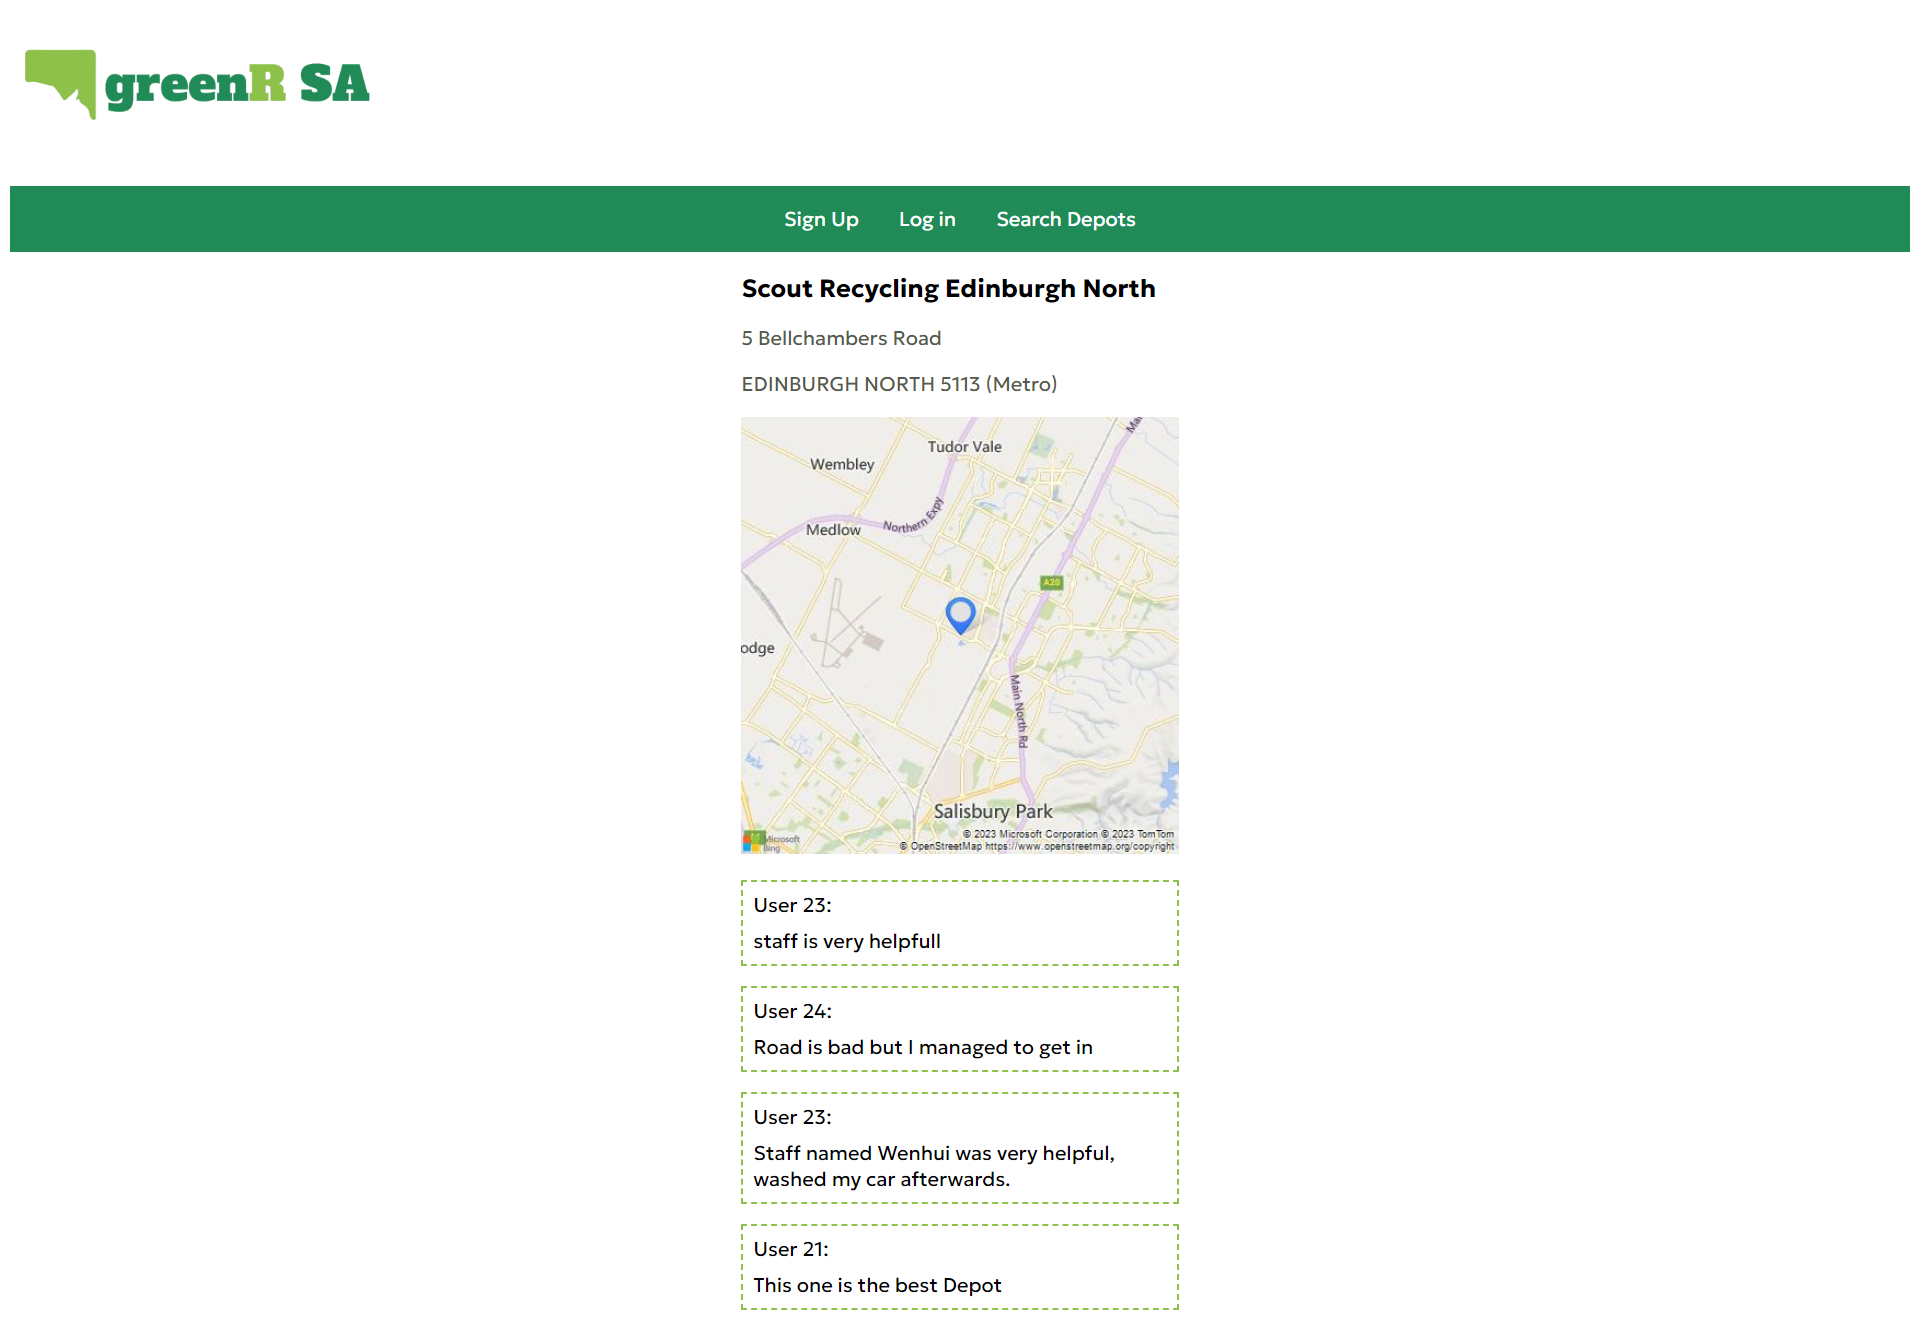 greenR SA
Sign Up Log in Search Depots
Scout Recycling Edinburgh North
5 Bellchambers Road
EDINBURGH NORTH 5113 (Metro)
Tudor Vale
Wembley
Northern Expy
Medlow
A20
odge
Main North Rd
Salisbury Park
© 2023 Microsoft Corporation © 2023 TomTom
Microsoft
Bing
© OpenStreetMap https://www.openstreetmap.org/copyright
User 23:
staff is very helpfull
User 24:
Road is bad but I managed to get in
User 23:
Staff named Wenhui was very helpful,
washed my car afterwards.
User 21:
This one is the best Depot